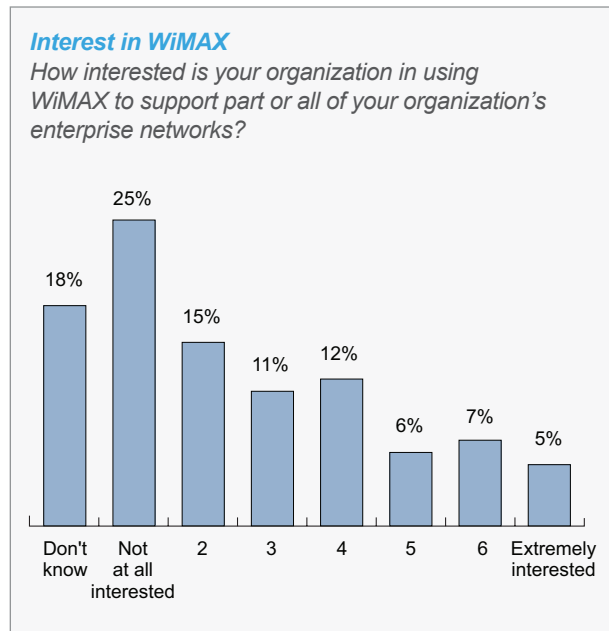 Interest in WiMAX
How interested is your organization in using
WiMAX to support part or all of your organization’s
enterprise networks?
25%
18%
15%
11%
12%
6%
7%
5%
Don't
know
Not
at all
interested
2
3
4
5
6
Extremely
interested